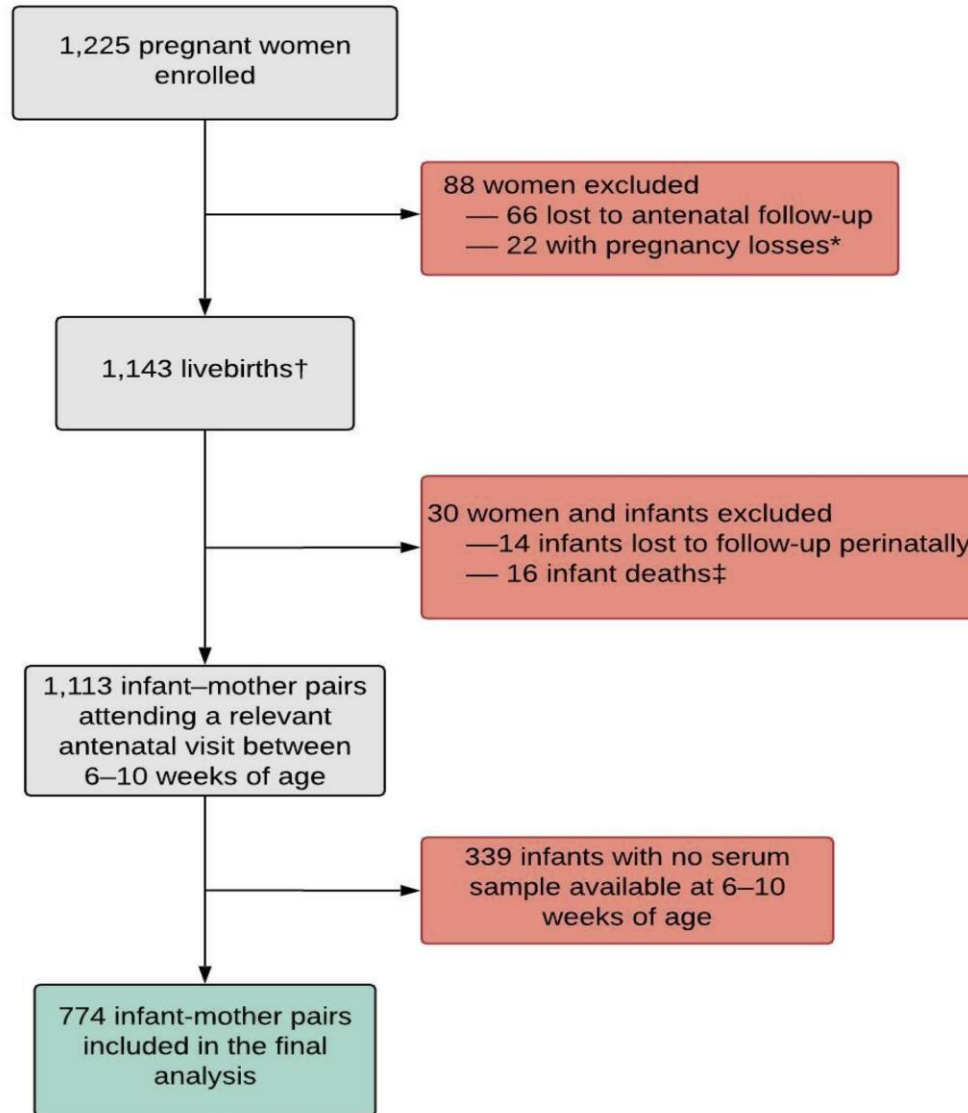 1,225 pregnant women
enrolled
88 women excluded
— 66 lost to antenatal follow-up
— 22 with pregnancy losses*
1,143 livebirths†
30 women and infants excluded
—14 infants lost to follow-up perinatally
— 16 infant deaths‡
1,113 infant–mother pairs
attending a relevant
antenatal visit between
6–10 weeks of age
339 infants with no serum
sample available at 6–10
weeks of age
774 infant-mother pairs
included in the final
analysis